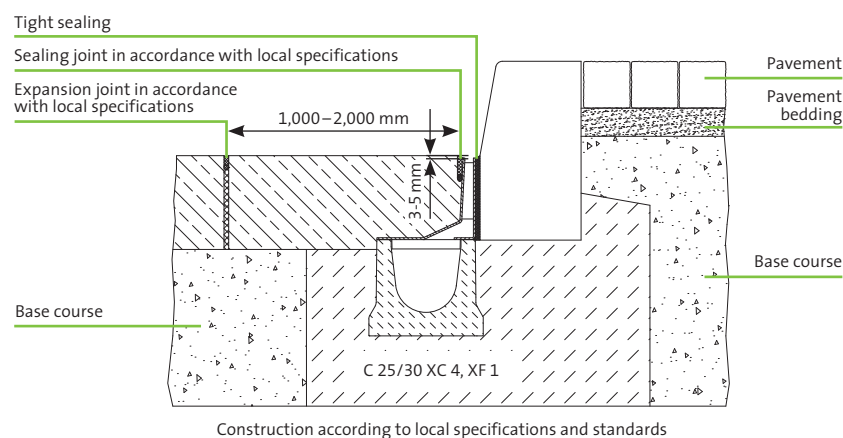 Tight sealing
Sealing joint in accordance with local specifications
Expansion joint in accordance
with local specifications
1,000–2,000 mm
3-5 mm
Pavement
Pavement
bedding
Base course
Base course
C 25/30 XC 4, XF 1
Construction according to local specifications and standards